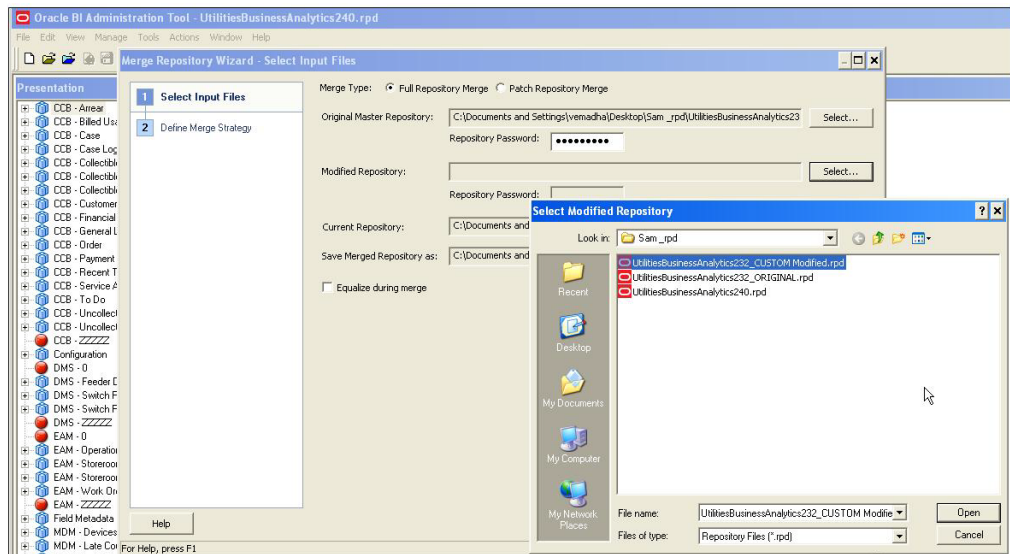 Oracle BI Administration Tool - UtilitiesBusinessAnalytics240.rpd
File Edit View Manage Tools Actions Window Help
Merge Repository Wizard - Select Input Files
Presentation
CCB - Arrear
CCB - Billed Usa
CCB - Case
CCB - Case Log
CCB - Collectibl
CCB - Collectibl
CCB - Collectibl
CCB - Customer
CCB - Financial
CCB - General L
CCB - Order
CCB - Payment
CCB - Recent T
CCB - Service A
CCB - To Do
CCB - Uncollect
CCB - Uncollect
CCB - ZZZZZ
Configuration
DMS - 0
DMS - Feeder D
DMS - Switch F
DMS - Switch F
DMS - ZZZZZ
EAM - 0
EAM - Operation
EAM - Storeroo
EAM - Storeroo
EAM - Work Or
EAM - ZZZZZ
Field Metadata
MDM - Devices
MDM - Late Co
1 Select Input Files
2 Define Merge Strategy
Merge Type: Full Repository Merge Patch Repository Merge
Original Master Repository: C:\Documents and Settings\vemadha\Desktop\Sam _rpd\UtilitiesBusinessAnalytics23 Select...
Repository Password: •••••••••
Modified Repository: Select...
Repository Password:
Current Repository: C:\Documents and
Save Merged Repository as: C:\Documents and
Equalize during merge
Help
For Help, press F1
Select Modified Repository
Look in: Sam _rpd
Recent
Desktop
My Documents
My Computer
My Network Places
UtilitiesBusinessAnalytics232_CUSTOM Modified.rpd
UtilitiesBusinessAnalytics232_ORIGINAL.rpd
UtilitiesBusinessAnalytics240.rpd
File name: UtilitiesBusinessAnalytics232_CUSTOM Modifie Open
Files of type: Repository Files (*.rpd) Cancel